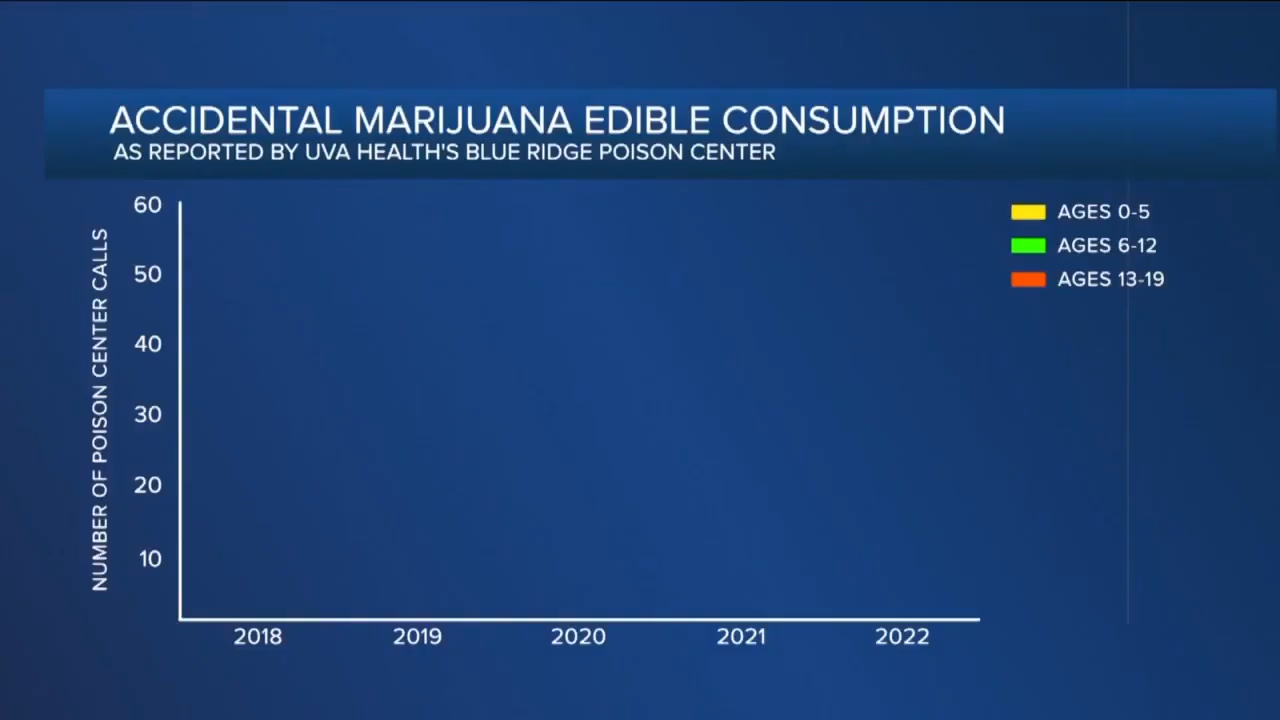 ACCIDENTAL MARIJUANA EDIBLE CONSUMPTION
AS REPORTED BY UVA HEALTH'S BLUE RIDGE POISON CENTER
NUMBER OF POISON CENTER CALLS
60
50
40
30
20
10
2018 2019 2020 2021 2022
AGES 0-5
AGES 6-12
AGES 13-19